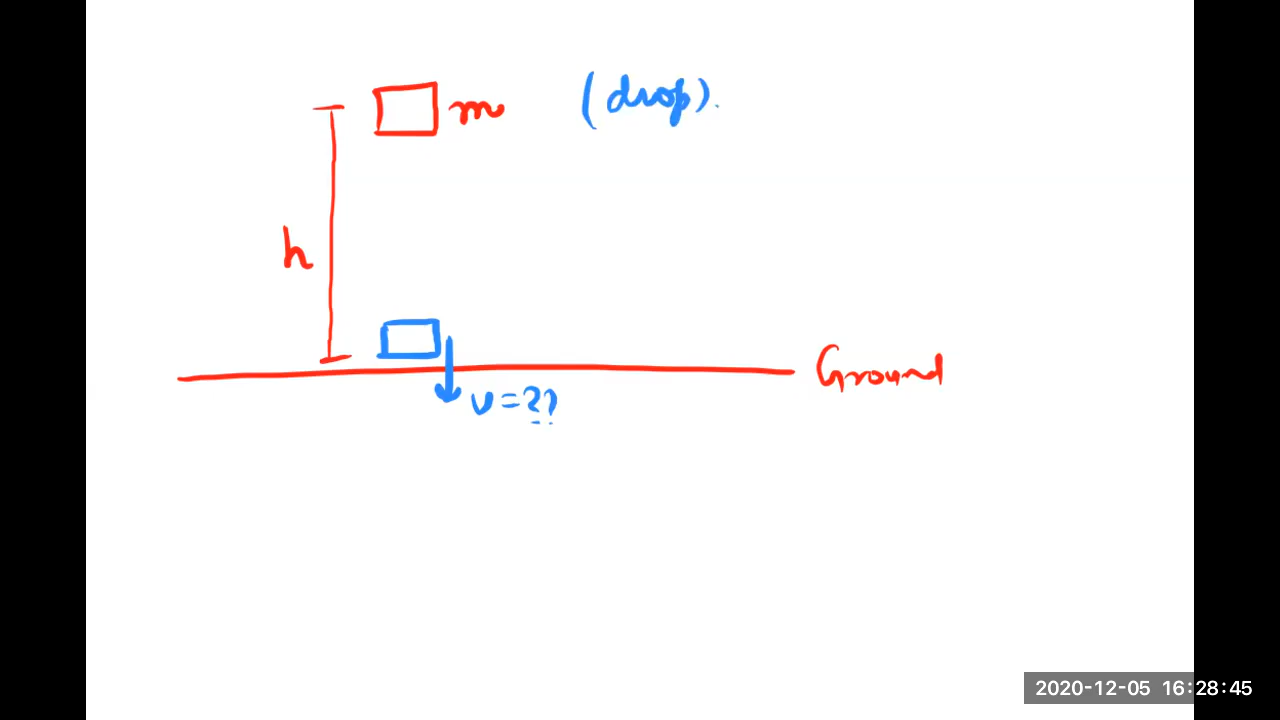 m (drop).
h
Ground
v = ??
2020-12-05 16:28:45